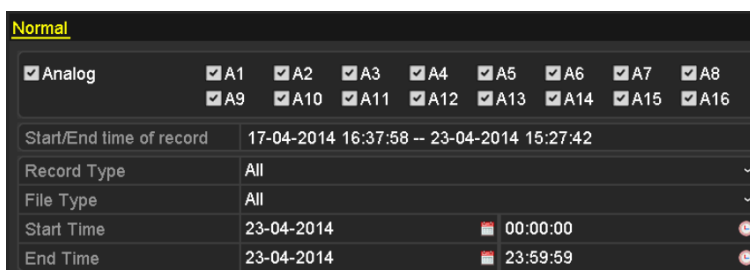 Normal
Analog A1 A2 A3 A4 A5 A6 A7 A8
A9 A10 A11 A12 A13 A14 A15 A16
Start/End time of record 17-04-2014 16:37:58 -- 23-04-2014 15:27:42
Record Type All
File Type All
Start Time 23-04-2014 00:00:00
End Time 23-04-2014 23:59:59